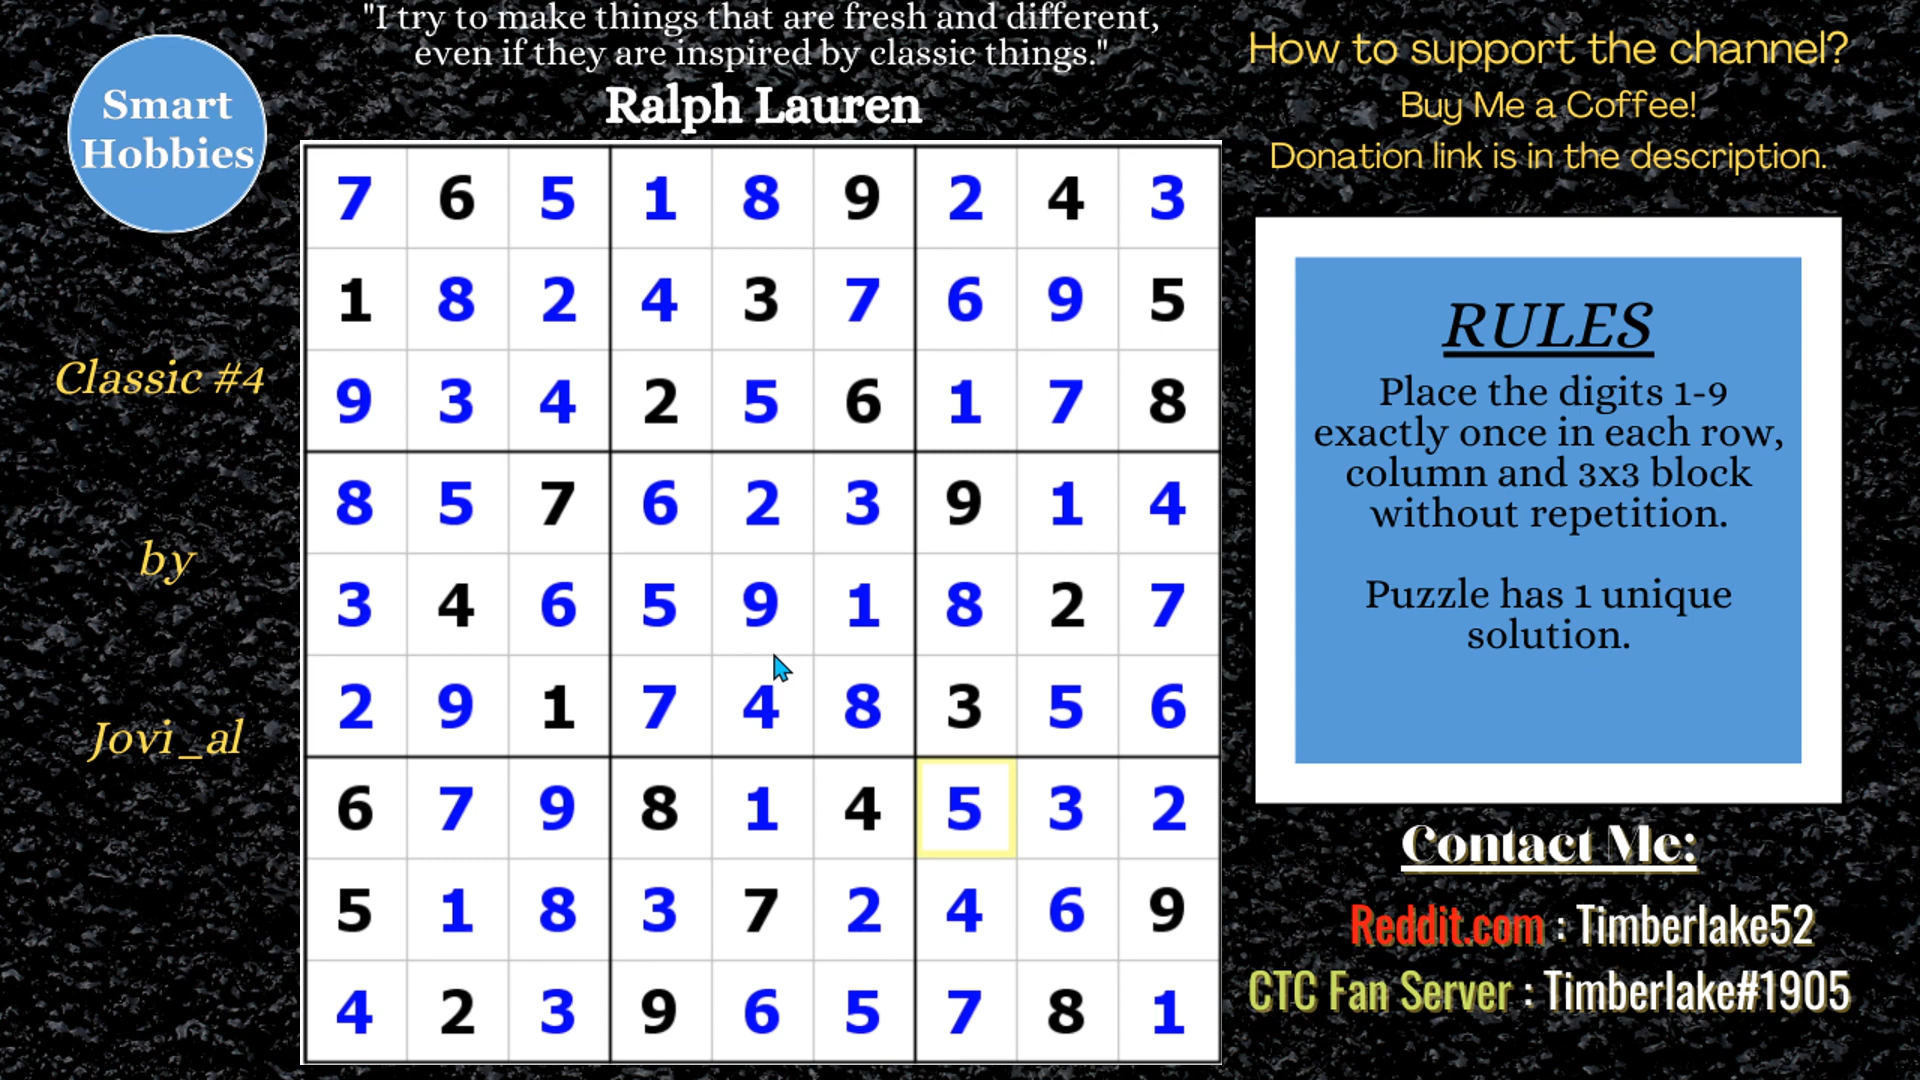 "I try to make things that are fresh and different,
even if they are inspired by classic things."
Ralph Lauren
Smart
Hobbies
Classic #4
by
Jovi_al
7 6 5 1 8 9 2 4 3
1 8 2 4 3 7 6 9 5
9 3 4 2 5 6 1 7 8
8 5 7 6 2 3 9 1 4
3 4 6 5 9 1 8 2 7
2 9 1 7 4 8 3 5 6
6 7 9 8 1 4 5 3 2
5 1 8 3 7 2 4 6 9
4 2 3 9 6 5 7 8 1
How to support the channel?
Buy Me a Coffee!
Donation link is in the description.
RULES
Place the digits 1-9
exactly once in each row,
column and 3x3 block
without repetition.
Puzzle has 1 unique
solution.
Contact Me:
Reddit.com : Timberlake52
CTC Fan Server : Timberlake#1905